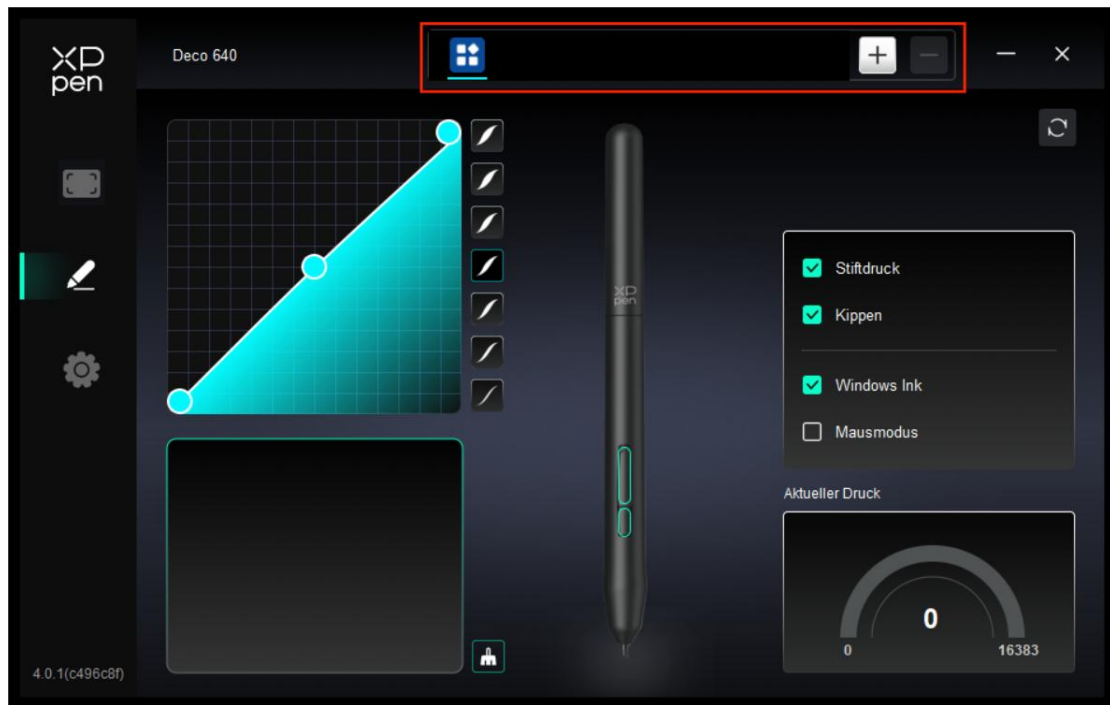 XP
pen
Deco 640
XP
pen
Stiftdruck
Kippen
Windows Ink
Mausmodus
Aktueller Druck
0
0
16383
4.0.1(c496c8f)